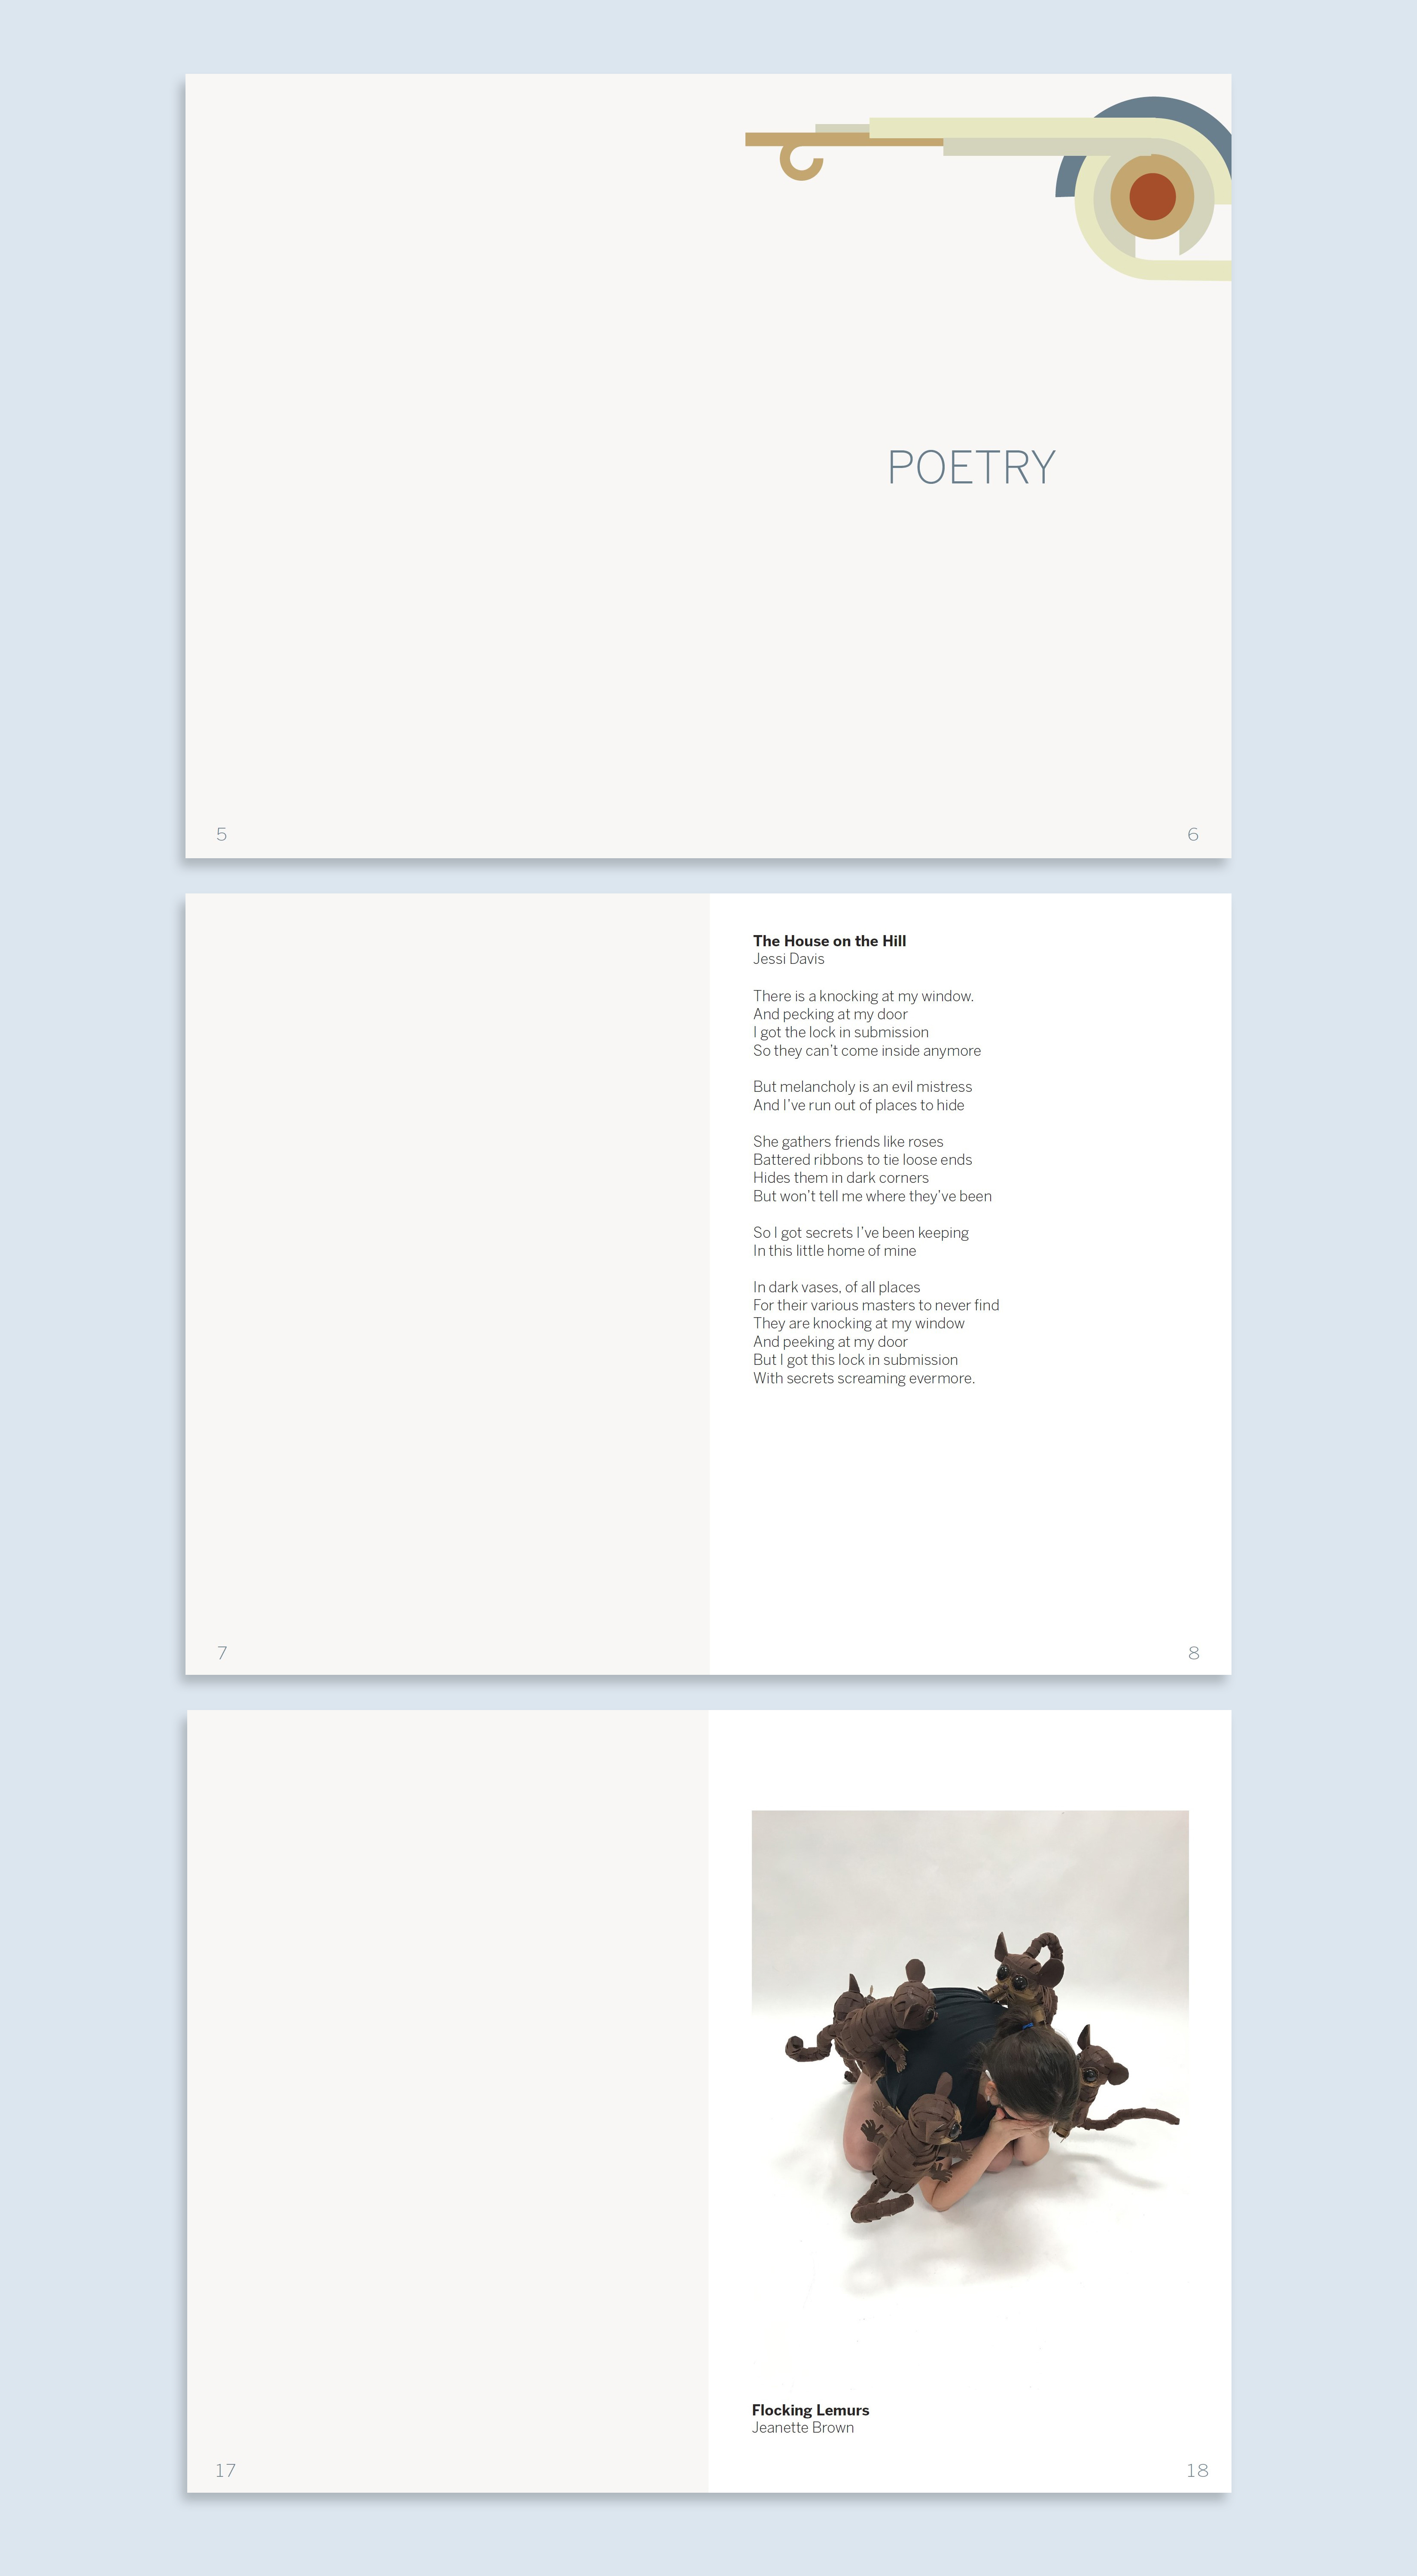 POETRY
5
6
The House on the Hill
Jessi Davis
There is a knocking at my window.
And pecking at my door
I got the lock in submission
So they can't come inside anymore
But melancholy is an evil mistress
And I've run out of places to hide
She gathers friends like roses
Battered ribbons to tie loose ends
Hides them in dark corners
But won't tell me where they've been
So I got secrets I've been keeping
In this little home of mine
In dark vases, of all places
For their various masters to never find
They are knocking at my window
And peeking at my door
But I got this lock in submission
With secrets screaming evermore.
7
8
Flocking Lemurs
Jeanette Brown
17
18